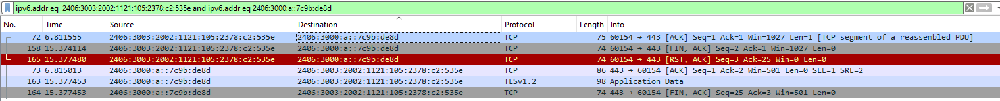 ipv6.addr eq  2406:3003:2002:1121:105:2378:c2:535e and ipv6.addr eq 2406:3000:a::7c9b:de8d
No. Time Source Destination Protocol Length Info
72 6.811555 2406:3003:2002:1121:105:2378:c2:535e 2406:3000:a::7c9b:de8d TCP 75 60154 → 443 [ACK] Seq=1 Ack=1 Win=1027 Len=1 [TCP segment of a reassembled PDU]
158 15.374114 2406:3003:2002:1121:105:2378:c2:535e 2406:3000:a::7c9b:de8d TCP 74 60154 → 443 [FIN, ACK] Seq=2 Ack=1 Win=1027 Len=0
165 15.377480 2406:3003:2002:1121:105:2378:c2:535e 2406:3000:a::7c9b:de8d TCP 74 60154 → 443 [RST, ACK] Seq=3 Ack=25 Win=0 Len=0
73 6.815013 2406:3000:a::7c9b:de8d 2406:3003:2002:1121:105:2378:c2:535e TCP 86 443 → 60154 [ACK] Seq=1 Ack=2 Win=501 Len=0 SLE=1 SRE=2
163 15.377453 2406:3000:a::7c9b:de8d 2406:3003:2002:1121:105:2378:c2:535e TLSv1.2 98 Application Data
164 15.377453 2406:3000:a::7c9b:de8d 2406:3003:2002:1121:105:2378:c2:535e TCP 74 443 → 60154 [FIN, ACK] Seq=25 Ack=3 Win=501 Len=0